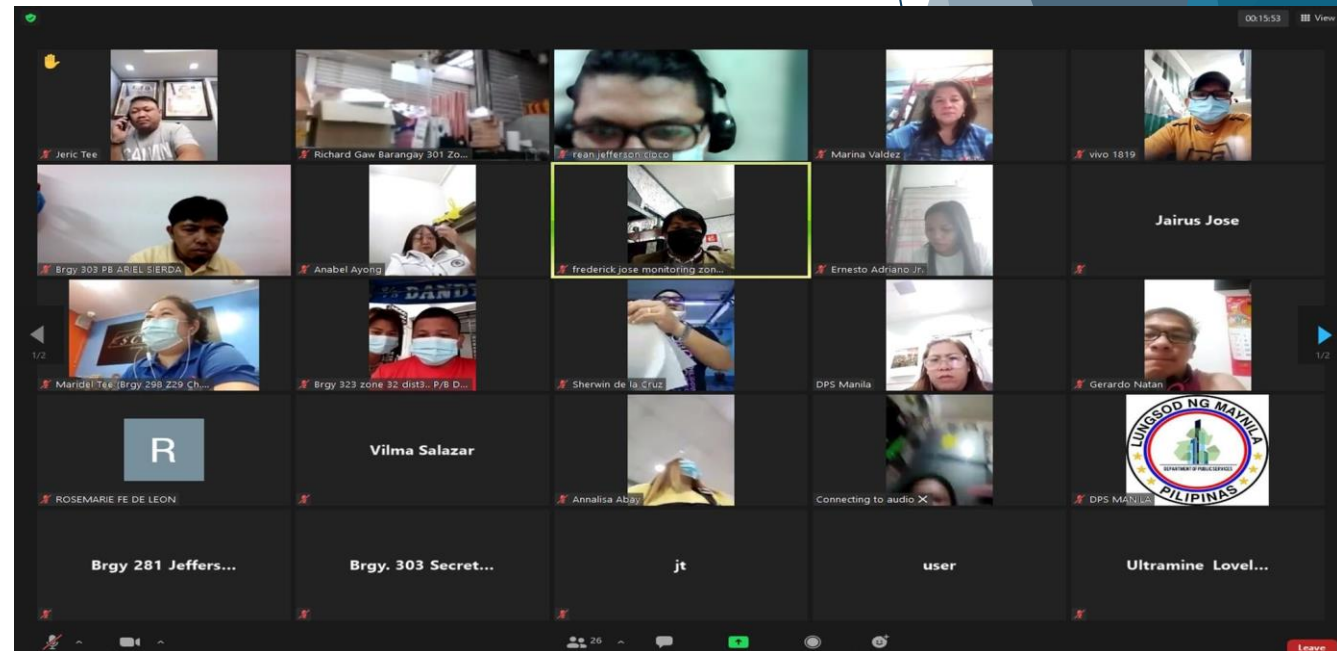 00:15:53 View
Jeric Tee
Richard Gaw Barangay 301 Zo...
rean jefferson cioco
Marina Valdez
vivo 1819
Brgy 303 PB ARIEL SIERDA
Anabel Ayong
frederick jose monitoring zon...
Ernesto Adriano Jr.
Jairus Jose
1/2
Maridel Tee (Brgy 298 Z29 Ch...
Brgy 323 zone 32 dist3.. P/B D...
Sherwin de la Cruz
DPS Manila
Gerardo Natan
1/2
R
ROSEMARIE FE DE LEON
Vilma Salazar
Annalisa Abay
Connecting to audio
LUNGSOD NG MAYNILA
DEPARTMENT OF PUBLIC SERVICES
PILIPINAS
DPS MANILA
Brgy 281 Jeffers...
Brgy. 303 Secret...
jt
user
Ultramine Lovel...
26
Leave